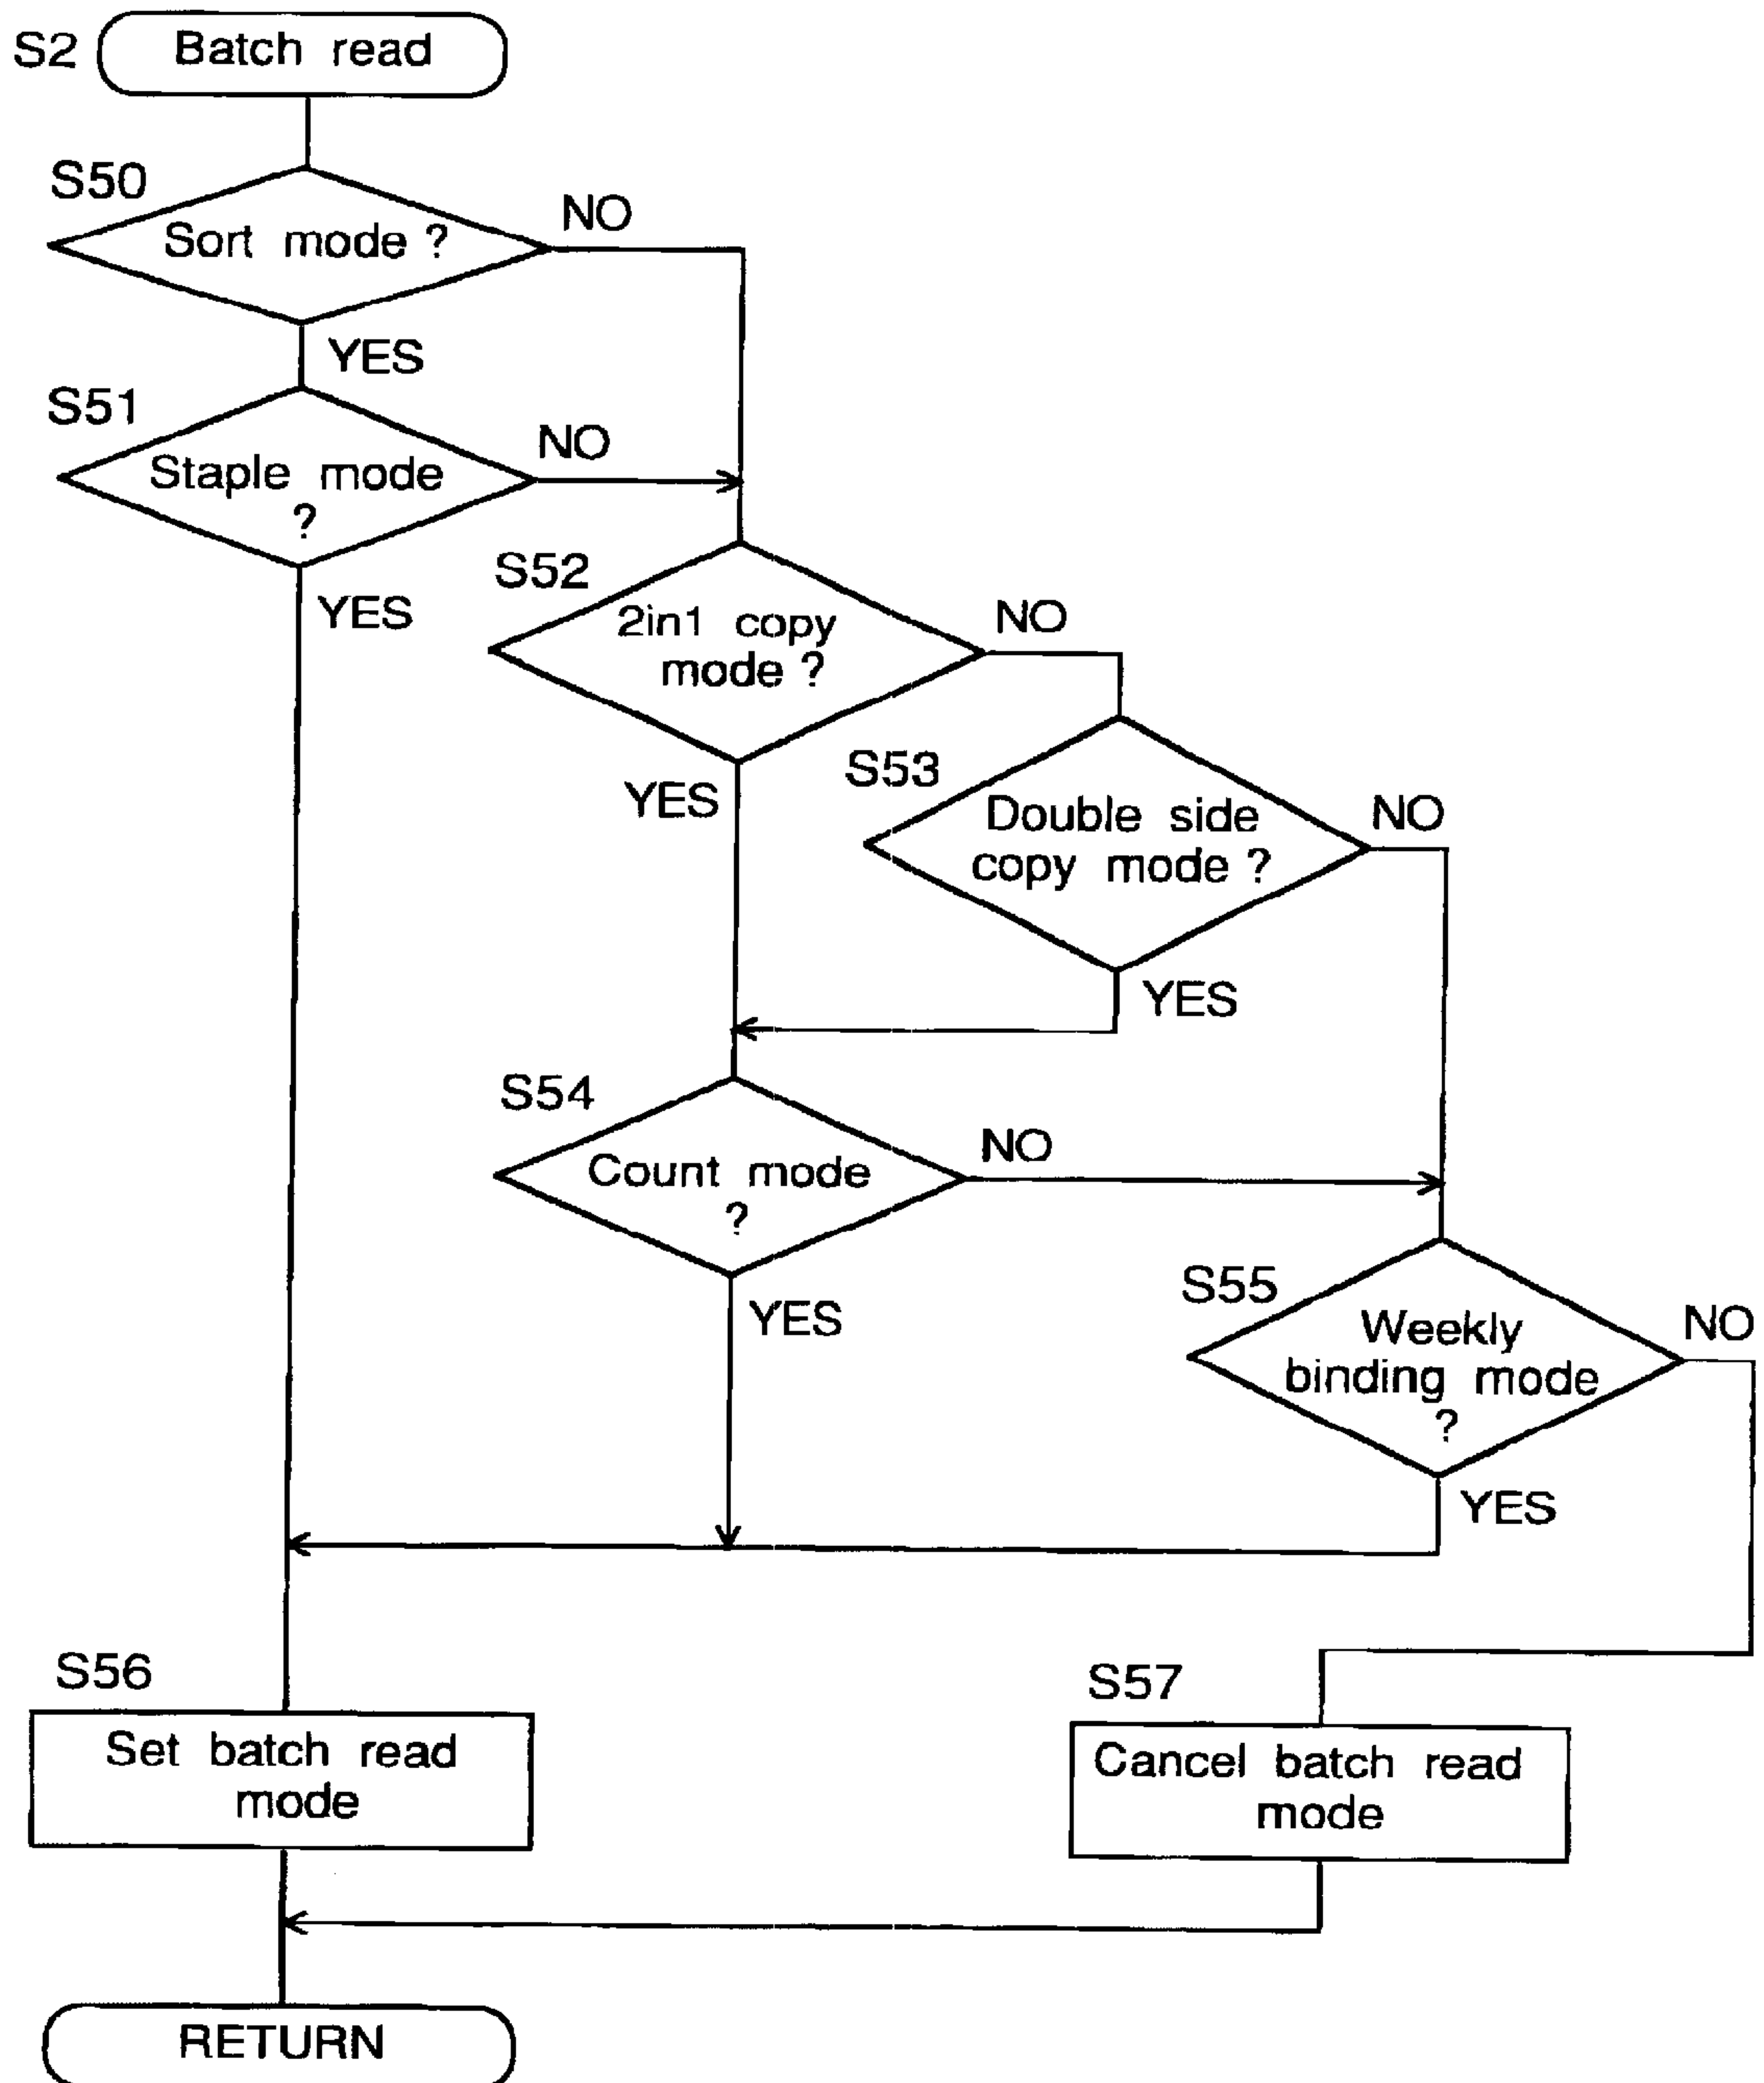 S2
Batch read
S50
Sort mode ?
NO
YES
S51
Staple mode
?
NO
YES
S52
2in1 copy
mode ?
NO
YES
S53
Double side
copy mode ?
NO
YES
S54
Count mode
?
NO
YES
S55
Weekly
binding mode
?
NO
YES
S56
Set batch read
mode
S57
Cancel batch read
mode
RETURN